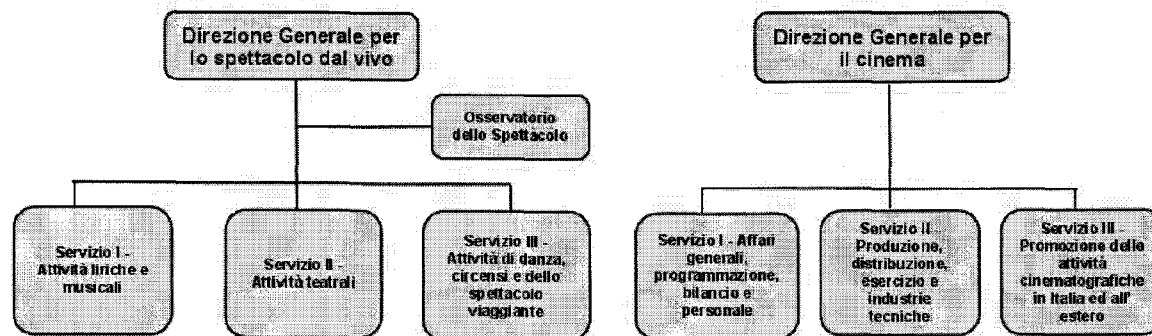 Direzione Generale per
lo spettacolo dal vivo
Direzione Generale per
il cinema
Osservatorio
dello Spettacolo
Servizio I -
Attività liriche e
musicali
Servizio II -
Attività teatrali
Servizio III -
Attività di danza,
circensi e dello
spettacolo
viaggiante
Servizio I - Affari
generali,
programmazione,
bilancio e
personale
Servizio II -
Produzione,
distribuzione,
esercizio e
industrie
tecniche
Servizio III -
Promozione delle
attività
cinematografiche
in Italia ed all'
estero